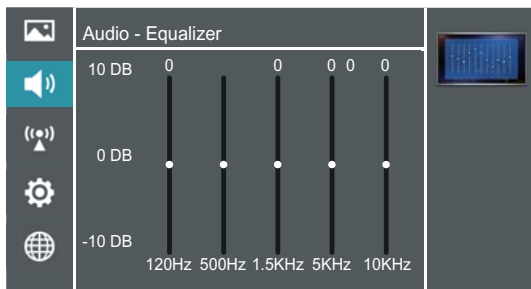 Audio - Equalizer
10 DB 0 0 0 0 0
0 DB
-10 DB
120Hz 500Hz 1.5KHz 5KHz 10KHz